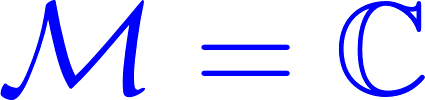 ℳ = ℂ